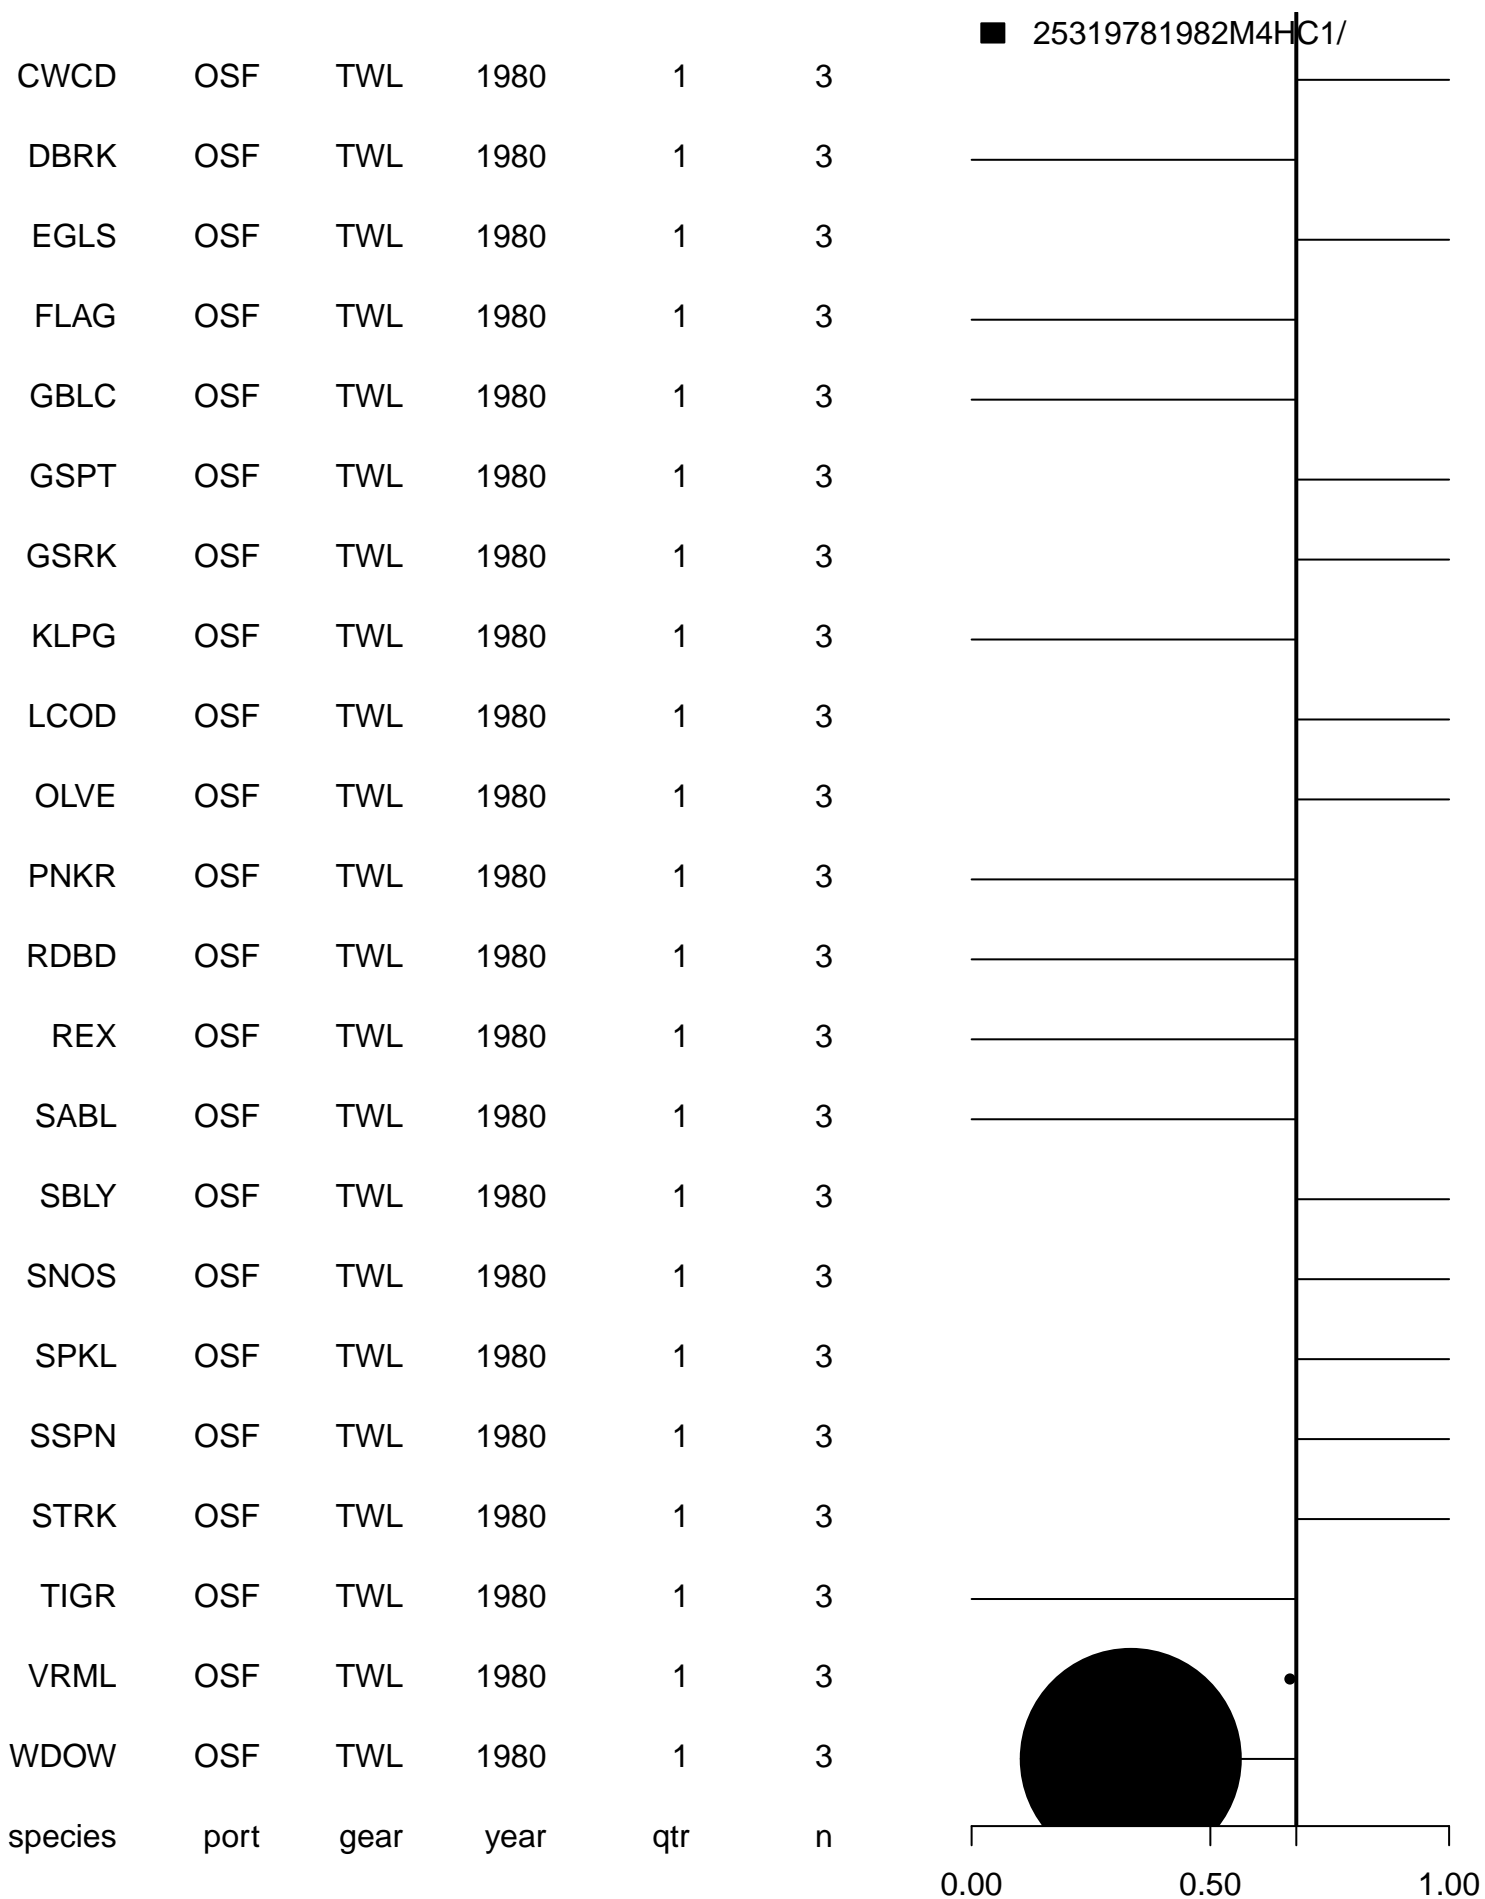 25319781982M4HC1/
CWCD OSF TWL 1980 1 3
DBRK OSF TWL 1980 1 3
EGLS OSF TWL 1980 1 3
FLAG OSF TWL 1980 1 3
GBLC OSF TWL 1980 1 3
GSPT OSF TWL 1980 1 3
GSRK OSF TWL 1980 1 3
KLPG OSF TWL 1980 1 3
LCOD OSF TWL 1980 1 3
OLVE OSF TWL 1980 1 3
PNKR OSF TWL 1980 1 3
RDBD OSF TWL 1980 1 3
REX OSF TWL 1980 1 3
SABL OSF TWL 1980 1 3
SBLY OSF TWL 1980 1 3
SNOS OSF TWL 1980 1 3
SPKL OSF TWL 1980 1 3
SSPN OSF TWL 1980 1 3
STRK OSF TWL 1980 1 3
TIGR OSF TWL 1980 1 3
VRML OSF TWL 1980 1 3
WDOW OSF TWL 1980 1 3
species port gear year qtr n
0.00 0.50 1.00